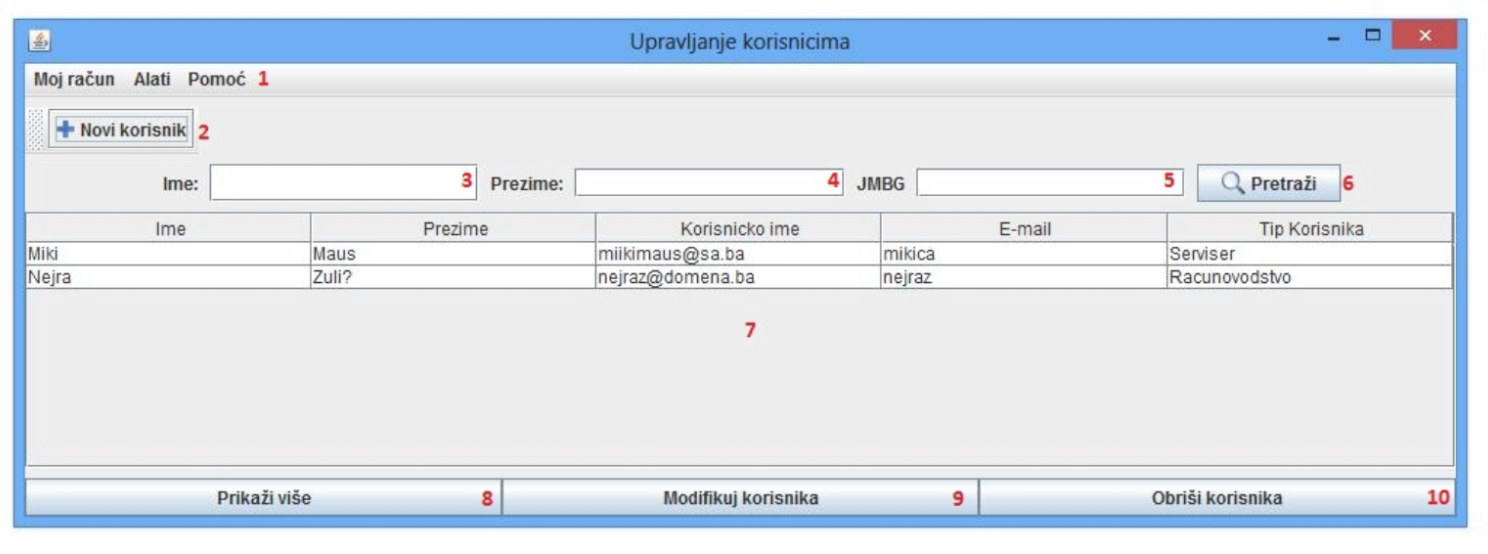 Upravljanje korisnicima
Moj račun Alati Pomoć 1
Novi korisnik 2
Ime: 3 Prezime: 4 JMBG 5 Pretraži 6
Ime Prezime Korisnicko ime E-mail Tip Korisnika
Miki Maus miikimaus@sa.ba mikica Serviser
Nejra Zuli? nejraz@domena.ba nejraz Racunovodstvo
7
Prikaži više 8 Modifikuj korisnika 9 Obriši korisnika 10